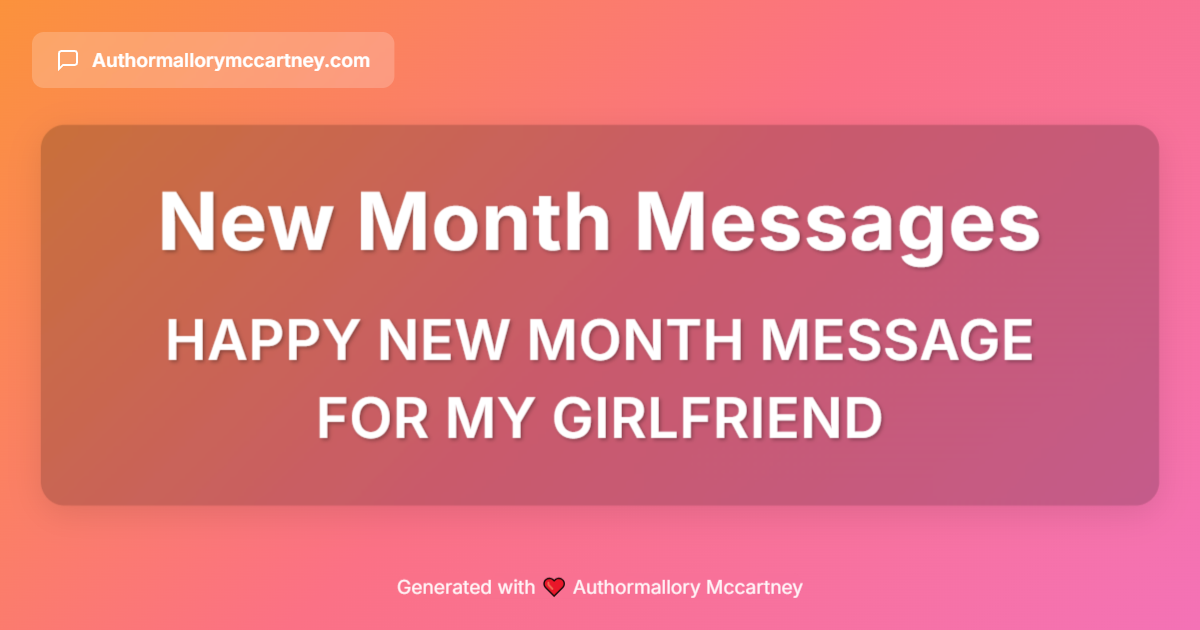 Authormallorymccartney.com
New Month Messages
HAPPY NEW MONTH MESSAGE
FOR MY GIRLFRIEND
Generated with ❤️ Authormallory Mccartney